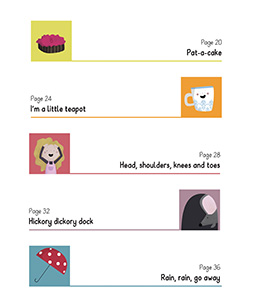 Page 20
Pat-a-cake
Page 24
I'm a little teapot
Page 28
Head, shoulders, knees and toes
Page 32
Hickory dickory dock
Page 36
Rain, rain, go away